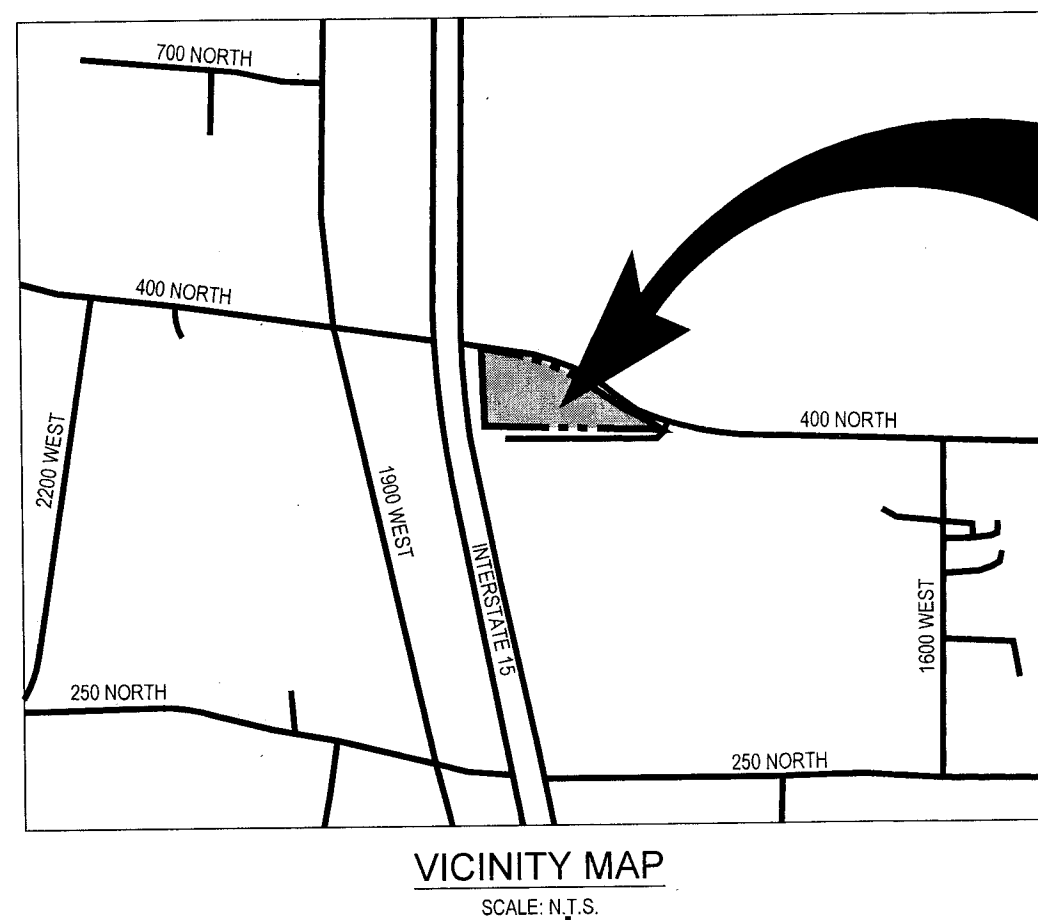 700 NORTH
400 NORTH
400 NORTH
2200 WEST
1900 WEST
INTERSTATE 15
1600 WEST
250 NORTH
250 NORTH
VICINITY MAP
SCALE: N.T.S.